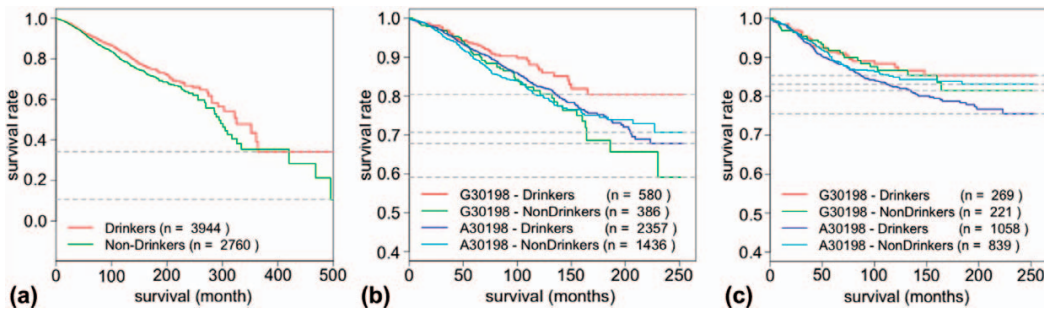 survival rate
1.0
0.8
0.6
0.4
0.2
0.0
Drinkers (n = 3944 )
Non-Drinkers (n = 2760 )
0 100 200 300 400 500
survival (month)
(a)
survival rate
1.0
0.9
0.8
0.7
0.6
0.5
0.4
G30198 - Drinkers (n = 580 )
G30198 - NonDrinkers (n = 386 )
A30198 - Drinkers (n = 2357 )
A30198 - NonDrinkers (n = 1436 )
0 50 100 150 200 250
survival (months)
(b)
survival rate
1.0
0.9
0.8
0.7
0.6
0.5
0.4
G30198 - Drinkers (n = 269 )
G30198 - NonDrinkers (n = 221 )
A30198 - Drinkers (n = 1058 )
A30198 - NonDrinkers (n = 839 )
0 50 100 150 200 250
survival (months)
(c)